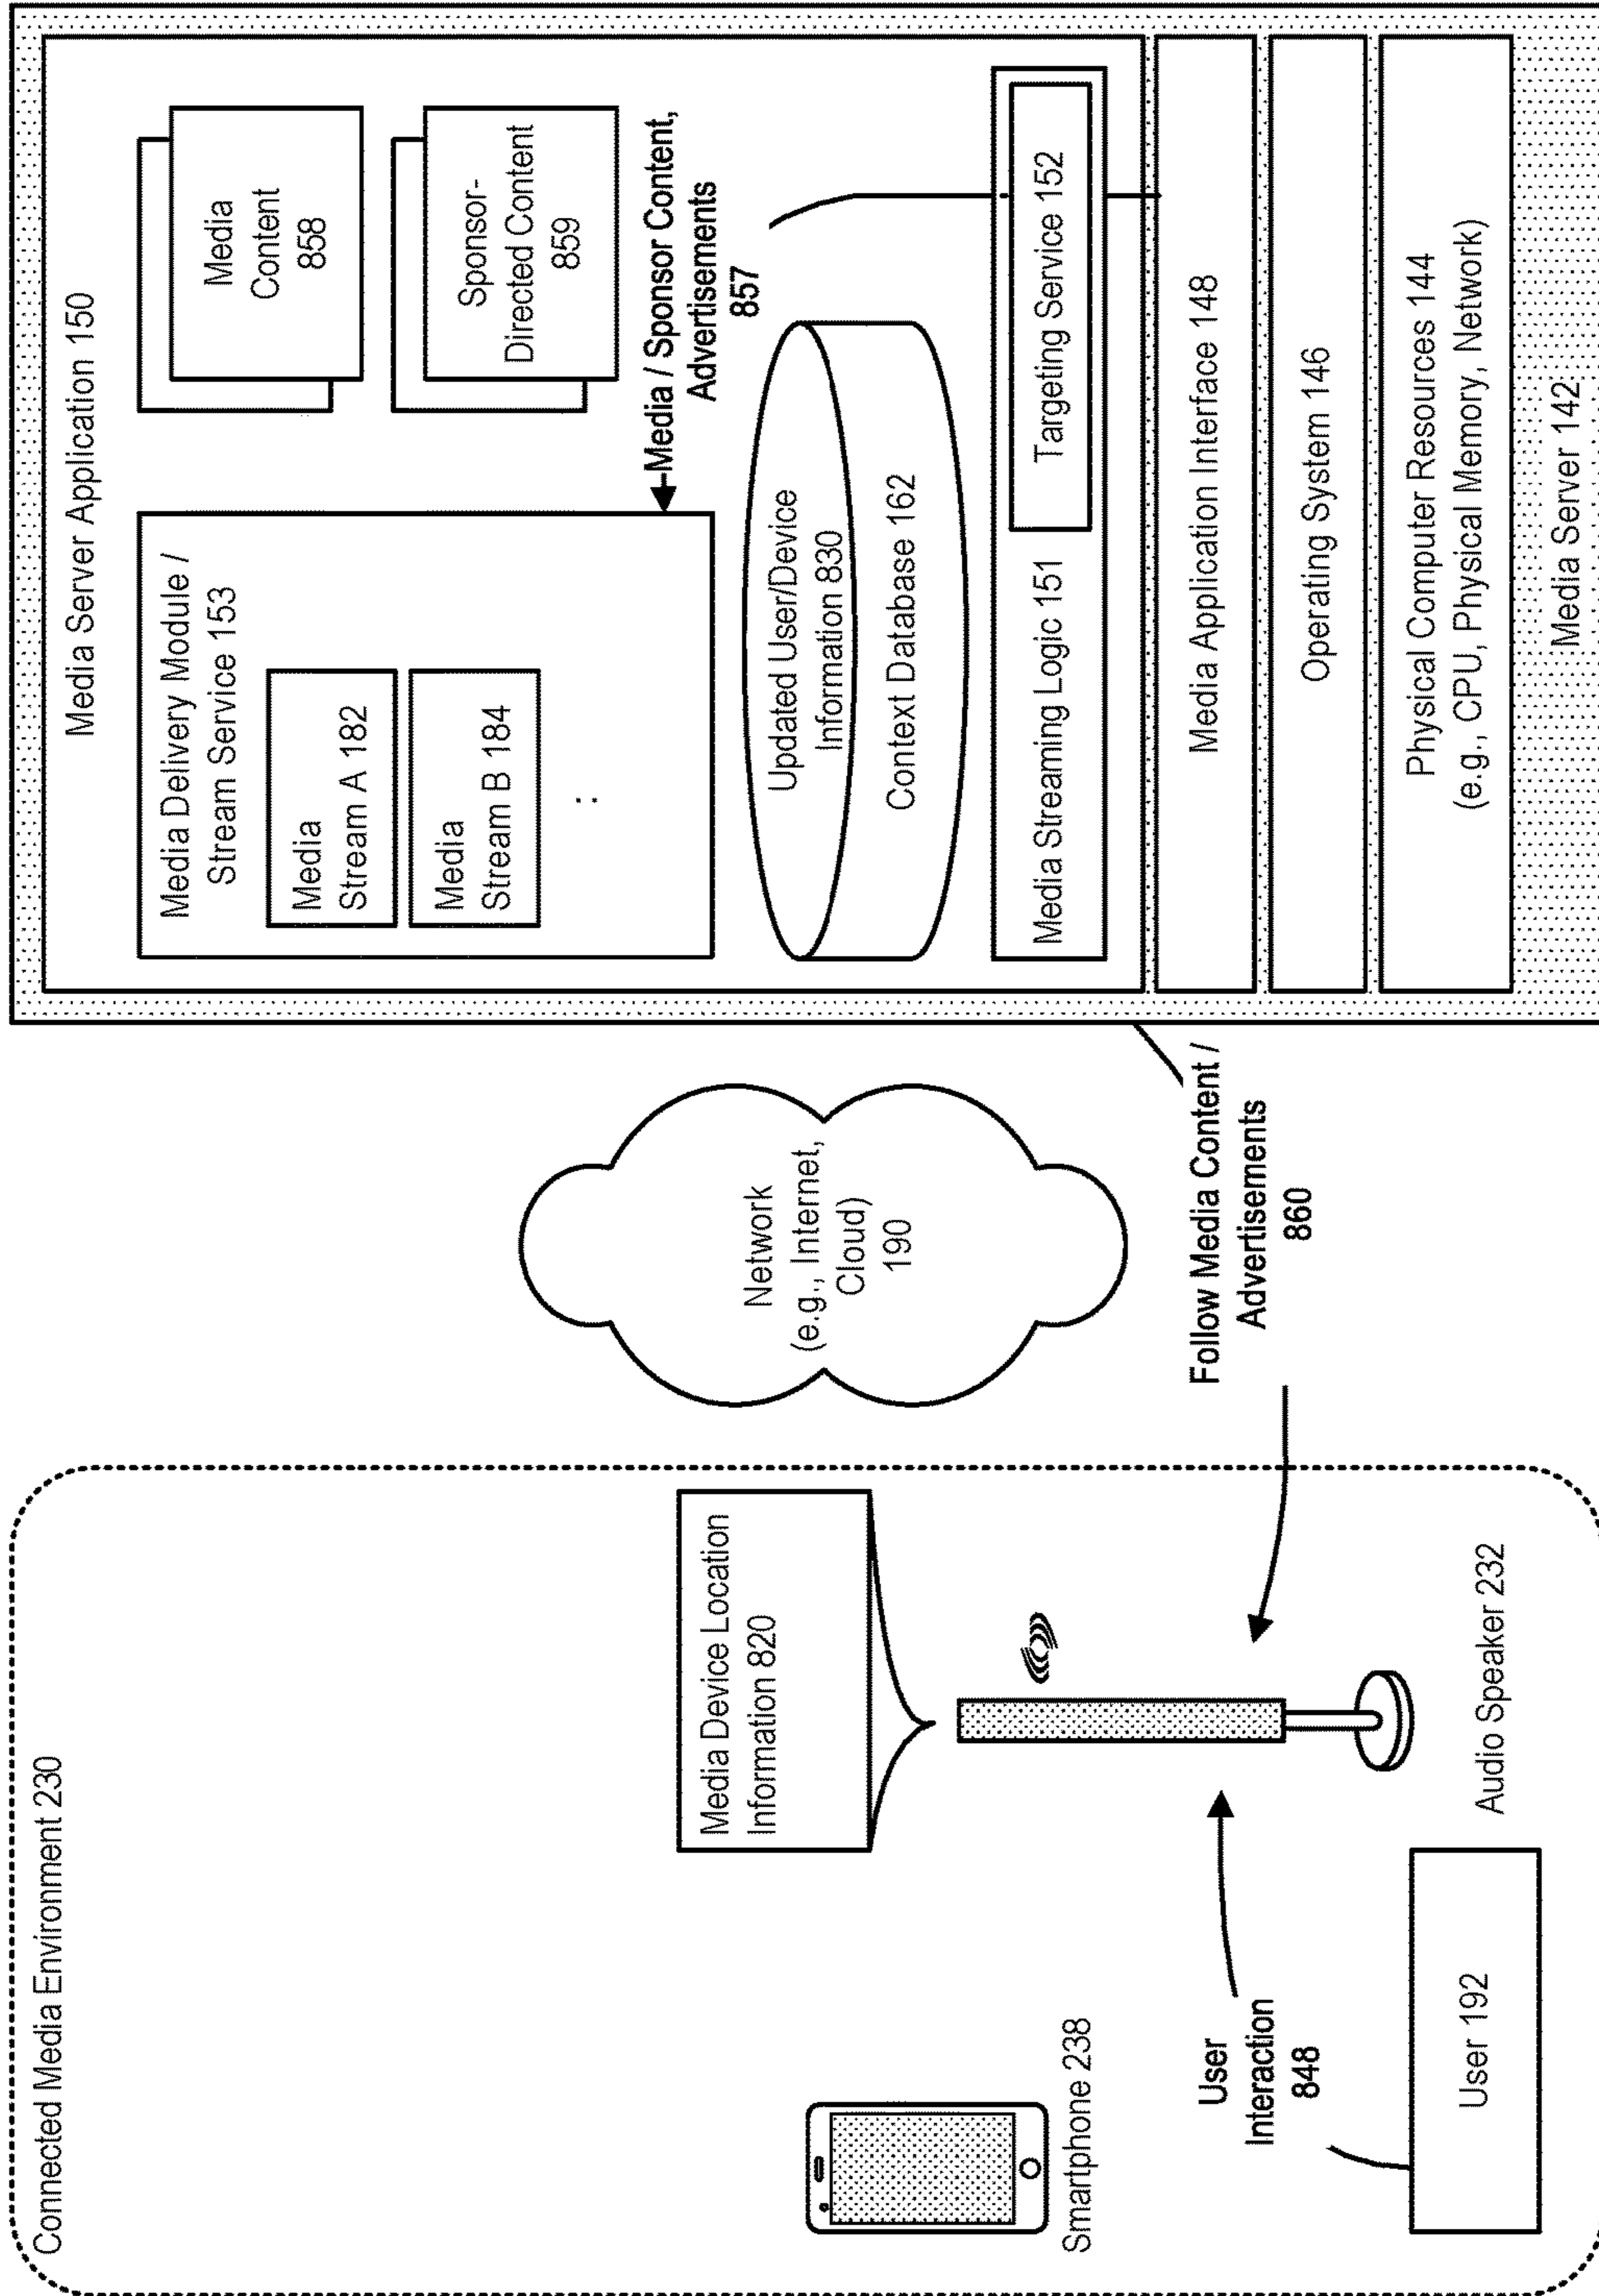 Connected Media Environment 230
Media Device Location
Information 820
Smartphone 238
User
Interaction
848
User 192
Audio Speaker 232
Network
(e.g., Internet,
Cloud)
190
Follow Media Content /
Advertisements
860
Media Server Application 150
Media Delivery Module /
Stream Service 153
Media
Stream A 182
Media
Stream B 184
:
Media
Content
858
Sponsor-
Directed Content
859
Media / Sponsor Content,
Advertisements
857
Updated User/Device
Information 830
Context Database 162
Media Streaming Logic 151
Targeting Service 152
Media Application Interface 148
Operating System 146
Physical Computer Resources 144
(e.g., CPU, Physical Memory, Network)
Media Server 142